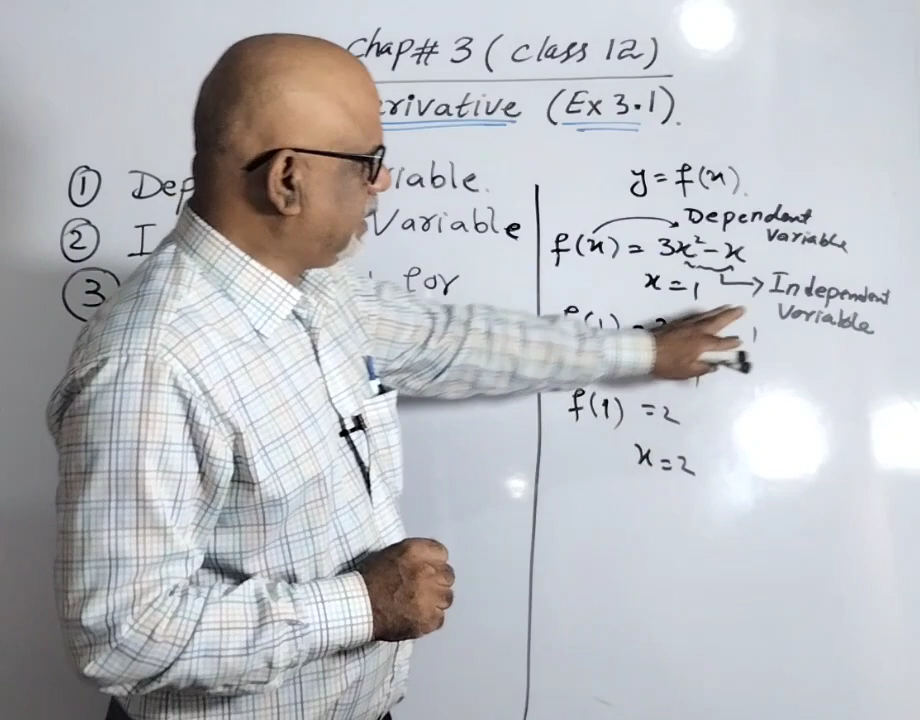 Chap# 3 (class 12)
rivative (Ex 3.1).
① Dep iable.
② I Variable
③ for
y = f(x).
Dependent
Variable
f(x) = 3x² - x
x = 1
Independent
Variable
f(1) =
f(1) = 2
x = 2